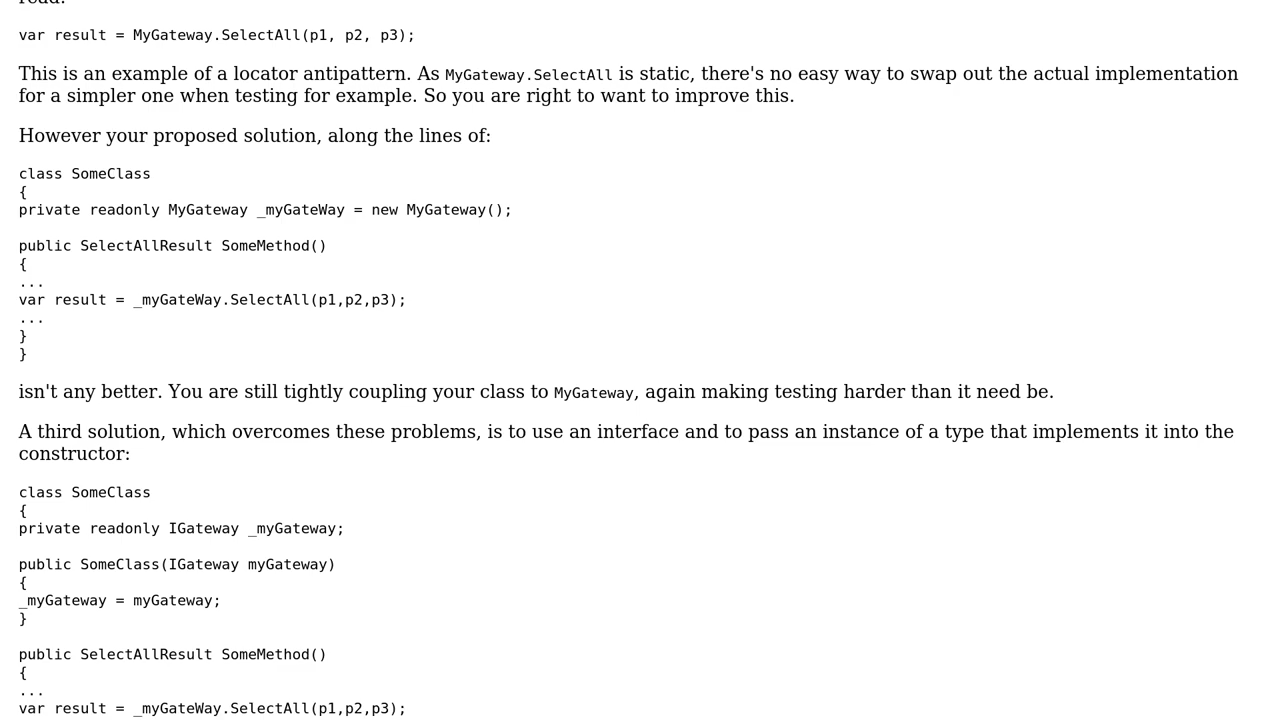 read:
var result = MyGateway.SelectAll(p1, p2, p3);
This is an example of a locator antipattern. As MyGateway.SelectAll is static, there's no easy way to swap out the actual implementation
for a simpler one when testing for example. So you are right to want to improve this.
However your proposed solution, along the lines of:
class SomeClass
{
private readonly MyGateway _myGateWay = new MyGateway();
public SelectAllResult SomeMethod()
{
...
var result = _myGateWay.SelectAll(p1,p2,p3);
...
}
}
isn't any better. You are still tightly coupling your class to MyGateway, again making testing harder than it need be.
A third solution, which overcomes these problems, is to use an interface and to pass an instance of a type that implements it into the
constructor:
class SomeClass
{
private readonly IGateway _myGateway;
public SomeClass(IGateway myGateway)
{
_myGateway = myGateway;
}
public SelectAllResult SomeMethod()
{
...
var result = _myGateWay.SelectAll(p1,p2,p3);